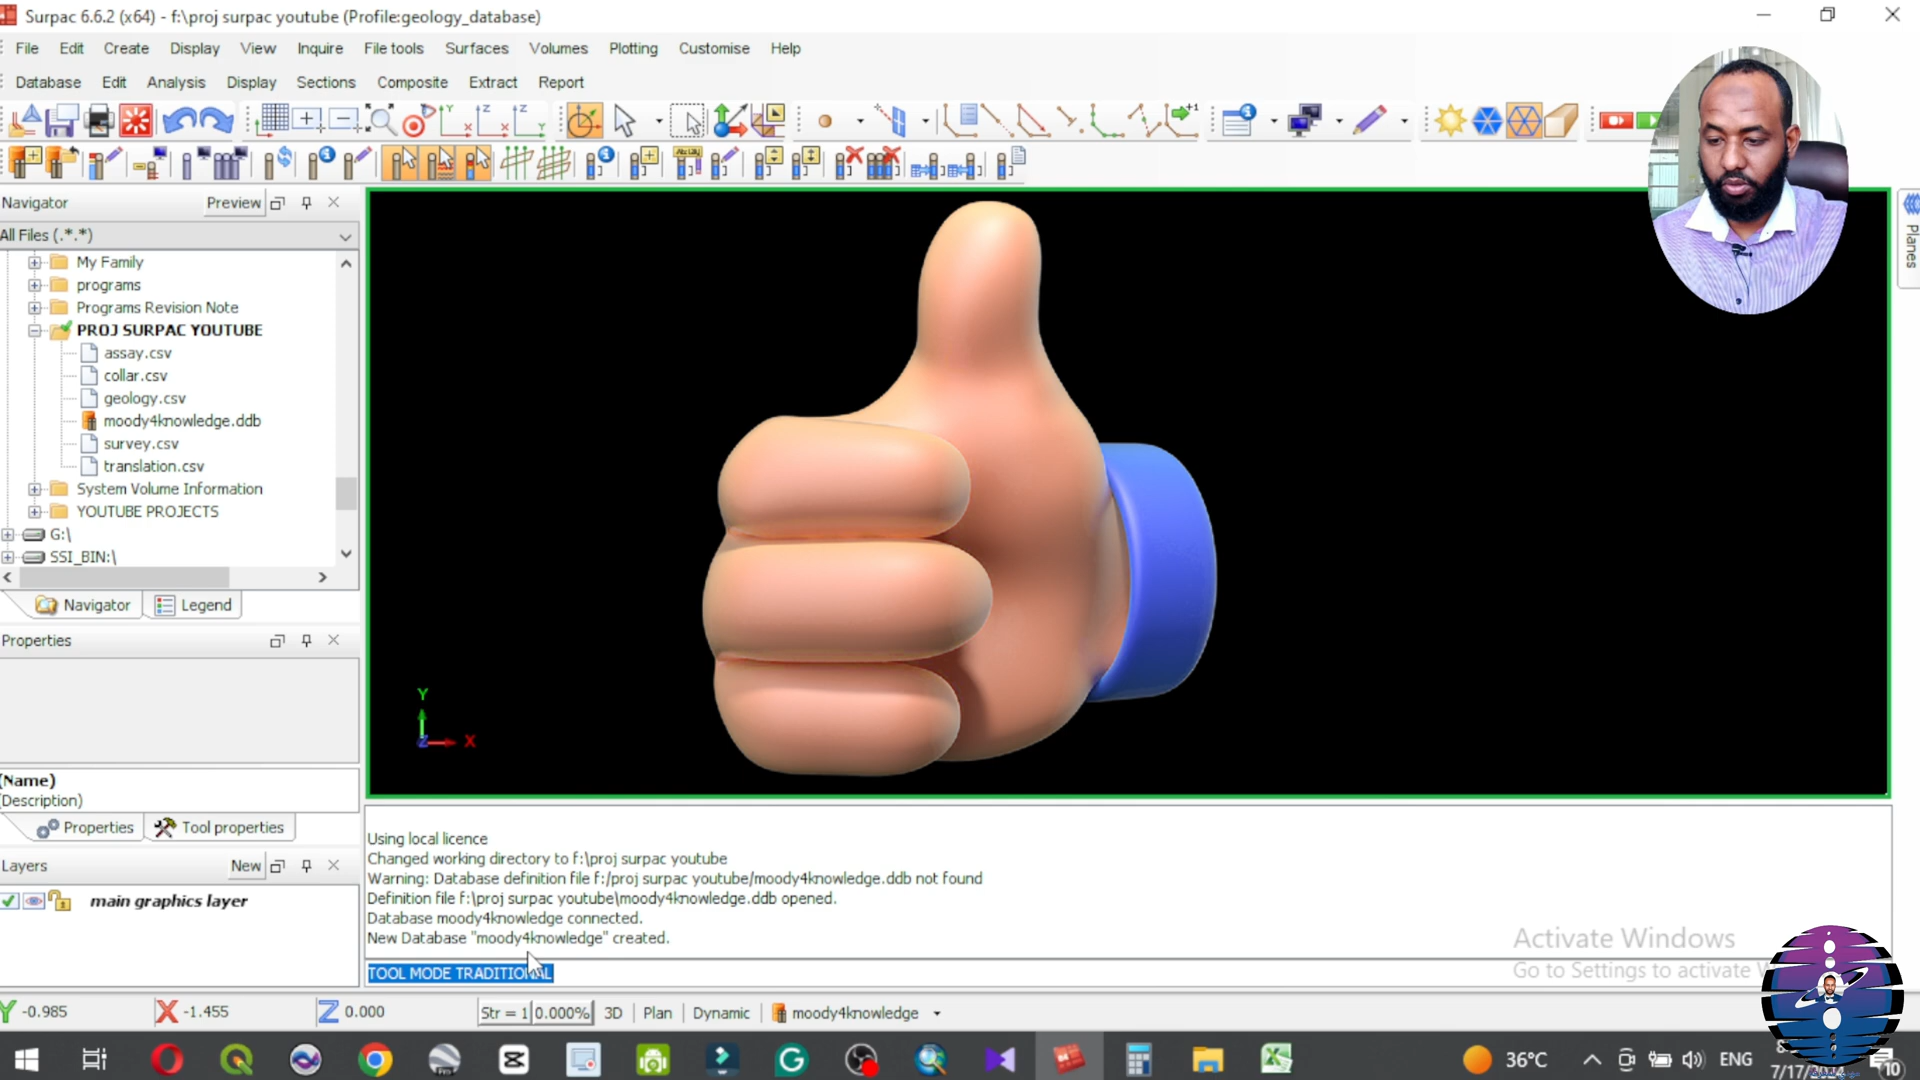 Surpac 6.6.2 (x64) - f:\proj surpac youtube (Profile:geology_database)
File Edit Create Display View Inquire File tools Surfaces Volumes Plotting Customise Help
Database Edit Analysis Display Sections Composite Extract Report
Navigator Preview
All Files (.*.*)
My Family
programs
Programs Revision Note
PROJ SURPAC YOUTUBE
assay.csv
collar.csv
geology.csv
moody4knowledge.ddb
survey.csv
translation.csv
System Volume Information
YOUTUBE PROJECTS
G:\
SSI_BIN:\
Navigator Legend
Properties
(Name)
(Description)
Properties Tool properties
Layers New
main graphics layer
Planes
Y
Z X
Using local licence
Changed working directory to f:\proj surpac youtube
Warning: Database definition file f:/proj surpac youtube/moody4knowledge.ddb not found
Definition file f:\proj surpac youtube\moody4knowledge.ddb opened.
Database moody4knowledge connected.
New Database "moody4knowledge" created.
TOOL MODE TRADITIONAL
Activate Windows
Go to Settings to activate
Y -0.985 X -1.455 Z 0.000 Str = 1 0.000% 3D Plan Dynamic moody4knowledge
36°C ENG
7/17/2024
10